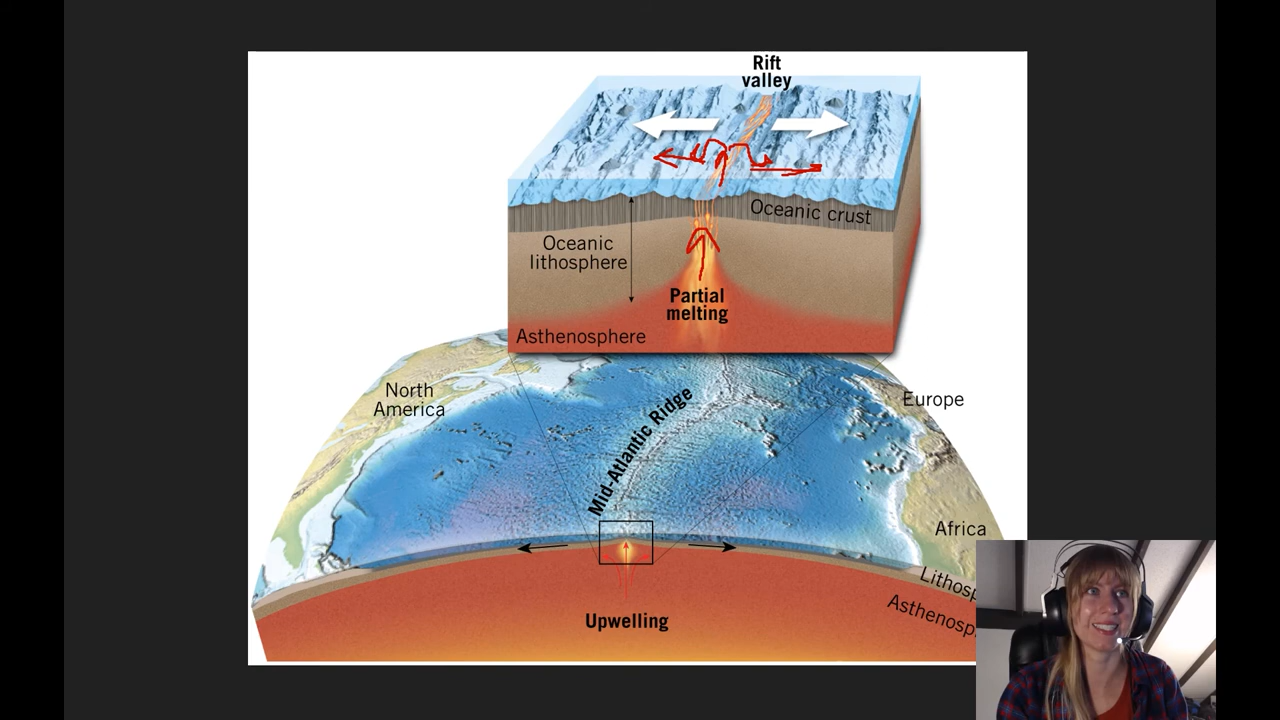 Rift
valley
Oceanic crust
Oceanic
lithosphere
Partial
melting
Asthenosphere
North
America
Europe
Mid-Atlantic Ridge
Africa
Upwelling